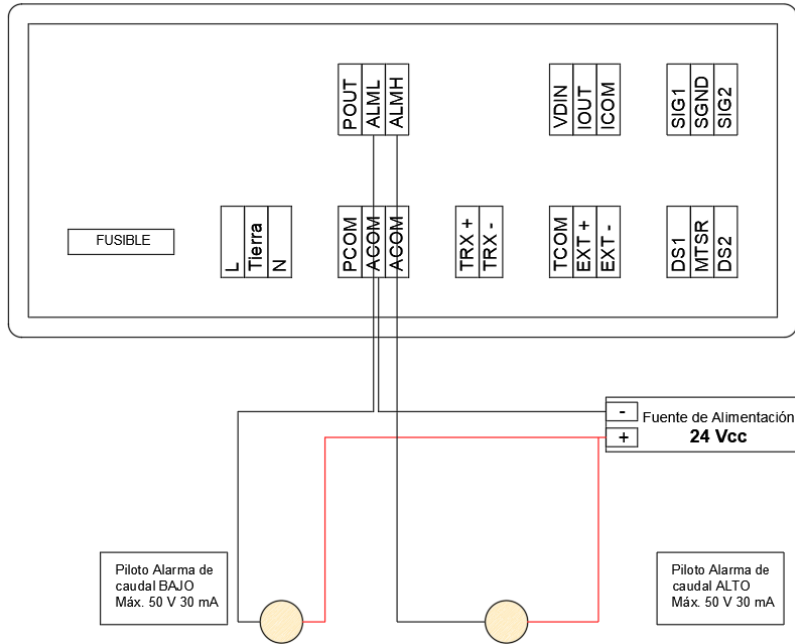 POUT
ALML
ALMH
VDIN
IOUT
ICOM
SIG1
SGND
SIG2
FUSIBLE
L
Tierra
N
PCOM
ACOM
ACOM
TRX +
TRX -
TCOM
EXT +
EXT -
DS1
MTSR
DS2
-
Fuente de Alimentación
+
24 Vcc
Piloto Alarma de
caudal BAJO
Máx. 50 V 30 mA
Piloto Alarma de
caudal ALTO
Máx. 50 V 30 mA